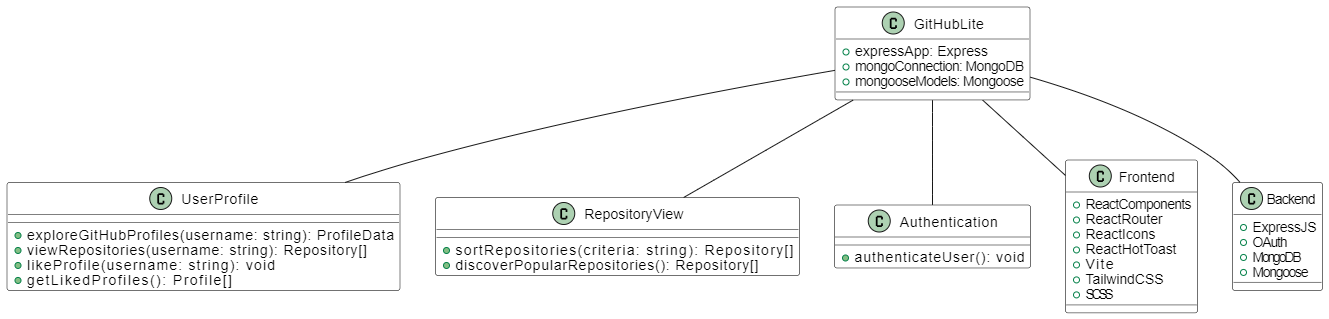 C GitHubLite
expressApp: Express
mongoConnection: MongoDB
mongooseModels: Mongoose
C UserProfile
exploreGitHubProfiles(username: string): ProfileData
viewRepositories(username: string): Repository[]
likeProfile(username: string): void
getLikedProfiles(): Profile[]
C RepositoryView
sortRepositories(criteria: string): Repository[]
discoverPopularRepositories(): Repository[]
C Authentication
authenticateUser(): void
C Frontend
ReactComponents
ReactRouter
ReactIcons
ReactHotToast
Vite
TailwindCSS
SCSS
C Backend
ExpressJS
OAuth
MongoDB
Mongoose